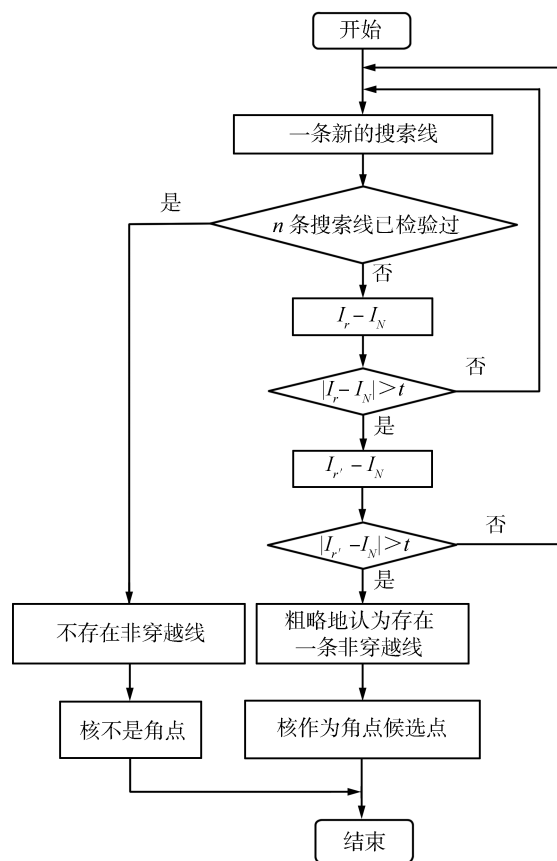 开始
一条新的搜索线
是
n 条搜索线已检验过
否
I_r − I_N
否
|I_r − I_N| > t
是
I_{r'} − I_N
否
|I_{r'} − I_N| > t
是
不存在非穿越线
粗略地认为存在
一条非穿越线
核不是角点
核作为角点候选点
结束